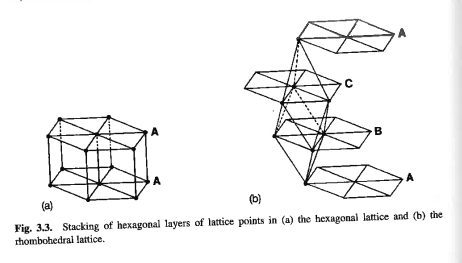 A
C
A
B
A
A
(a)
(b)
Fig. 3.3. Stacking of hexagonal layers of lattice points in (a) the hexagonal lattice and (b) the
rhombohedral lattice.